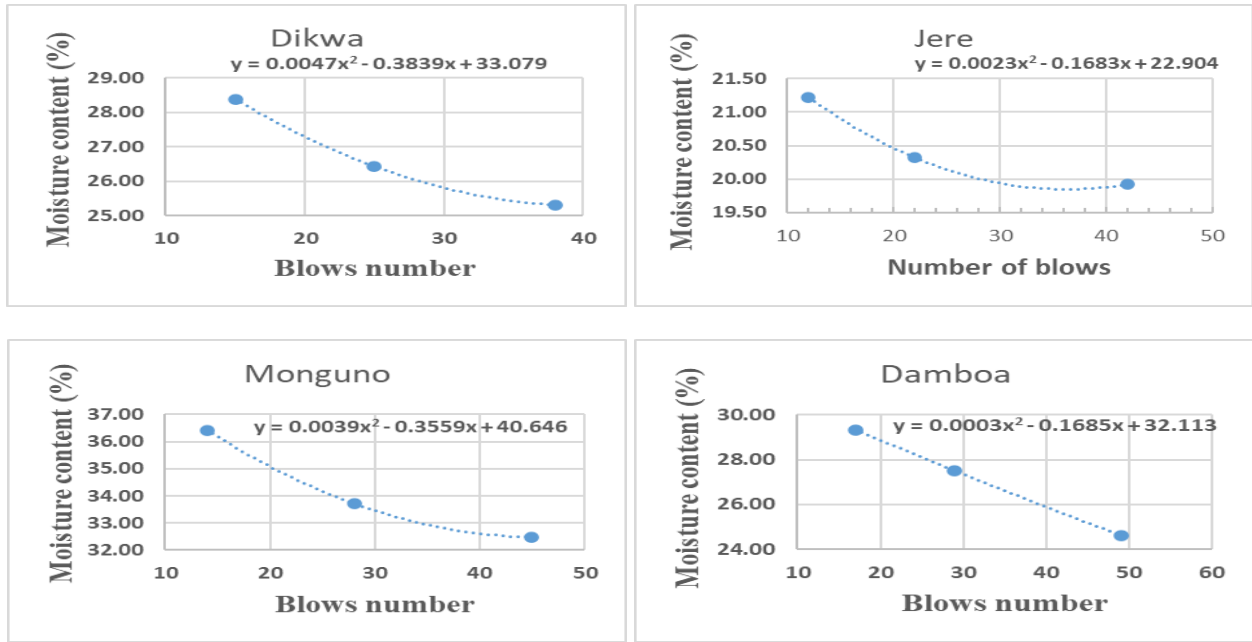 Dikwa
y = 0.0047x² - 0.3839x + 33.079
Moisture content (%)
29.00
28.00
27.00
26.00
25.00
10 20 30 40
Blows number
Jere
y = 0.0023x² - 0.1683x + 22.904
Moisture content (%)
21.50
21.00
20.50
20.00
19.50
10 20 30 40 50
Number of blows
Monguno
y = 0.0039x² - 0.3559x + 40.646
Moisture content (%)
37.00
36.00
35.00
34.00
33.00
32.00
10 20 30 40 50
Blows number
Damboa
y = 0.0003x² - 0.1685x + 32.113
Moisture content (%)
30.00
28.00
26.00
24.00
10 20 30 40 50 60
Blows number